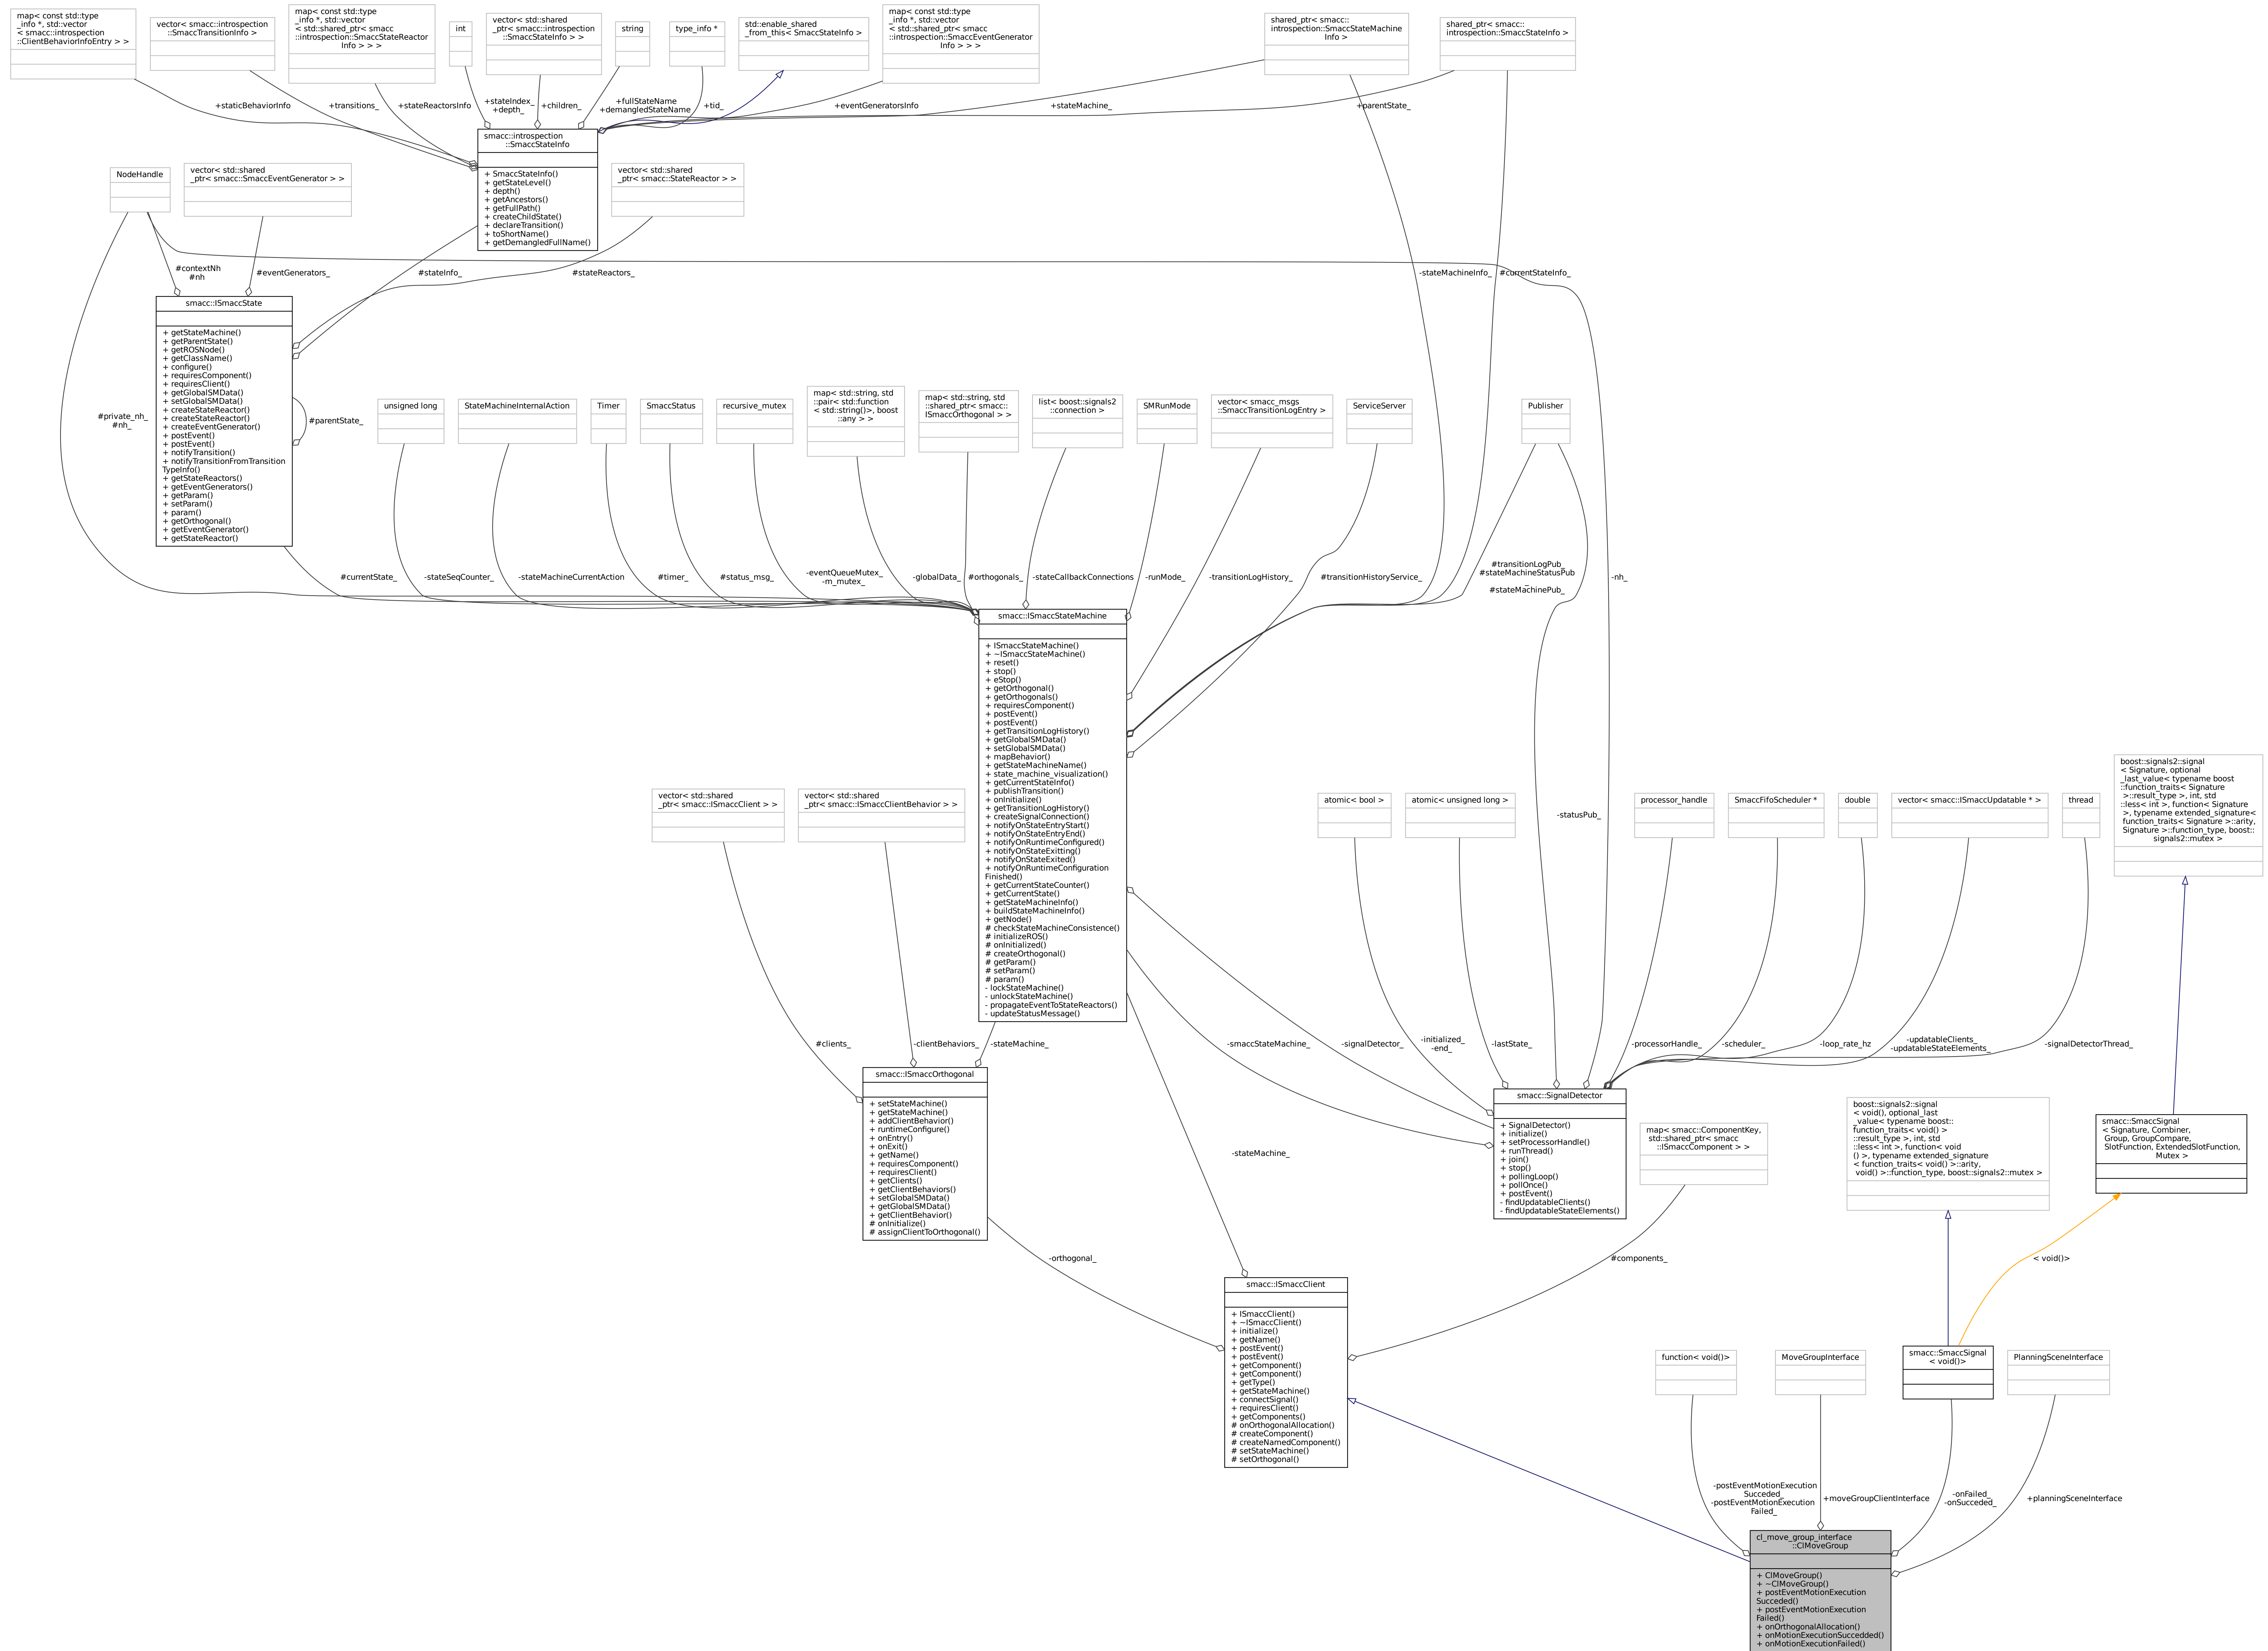 map< const std::type
_info *, std::vector
< smacc::introspection
::ClientBehaviorInfoEntry > >
vector< smacc::introspection
::SmaccTransitionInfo >
map< const std::type
_info *, std::vector
< std::shared_ptr< smacc
::introspection::SmaccStateReactor
Info > > >
int
vector< std::shared
_ptr< smacc::introspection
::SmaccStateInfo > >
string
type_info *
std::enable_shared
_from_this< SmaccStateInfo >
map< const std::type
_info *, std::vector
< std::shared_ptr< smacc
::introspection::SmaccEventGenerator
Info > > >
shared_ptr< smacc::
introspection::SmaccStateMachine
Info >
shared_ptr< smacc::
introspection::SmaccStateInfo >
+staticBehaviorInfo
+transitions_
+stateReactorsInfo
+stateIndex_
+depth_
+children_
+fullStateName
+demangledStateName
+tid_
+eventGeneratorsInfo
+stateMachine_
+parentState_
smacc::introspection
::SmaccStateInfo
+ SmaccStateInfo()
+ getStateLevel()
+ depth()
+ getAncestors()
+ getFullPath()
+ createChildState()
+ declareTransition()
+ toShortName()
+ getDemangledFullName()
NodeHandle
vector< std::shared
_ptr< smacc::SmaccEventGenerator > >
vector< std::shared
_ptr< smacc::StateReactor > >
#contextNh
#nh
#eventGenerators_
#stateInfo_
#stateReactors_
-stateMachineInfo_
#currentStateInfo_
smacc::ISmaccState
+ getStateMachine()
+ getParentState()
+ getROSNode()
+ getClassName()
+ configure()
+ requiresComponent()
+ requiresClient()
+ getGlobalSMData()
+ setGlobalSMData()
+ createStateReactor()
+ createStateReactor()
+ createEventGenerator()
+ postEvent()
+ postEvent()
+ notifyTransition()
+ notifyTransitionFromTransition
TypeInfo()
+ getStateReactors()
+ getEventGenerators()
+ getParam()
+ setParam()
+ param()
+ getOrthogonal()
+ getEventGenerator()
+ getStateReactor()
#private_nh_
#nh_
#parentState_
unsigned long
StateMachineInternalAction
Timer
SmaccStatus
recursive_mutex
map< std::string, std
::pair< std::function
< std::string()>, boost
::any > >
map< std::string, std
::shared_ptr< smacc::
ISmaccOrthogonal > >
list< boost::signals2
::connection >
SMRunMode
vector< smacc_msgs
::SmaccTransitionLogEntry >
ServiceServer
Publisher
#currentState_
-stateSeqCounter_
-stateMachineCurrentAction
#timer_
#status_msg_
-eventQueueMutex_
-m_mutex_
-globalData_
#orthogonals_
-stateCallbackConnections
-runMode_
-transitionLogHistory_
#transitionHistoryService_
#transitionLogPub_
#stateMachineStatusPub
_
#stateMachinePub_
-nh_
smacc::ISmaccStateMachine
+ ISmaccStateMachine()
+ ~ISmaccStateMachine()
+ reset()
+ stop()
+ eStop()
+ getOrthogonal()
+ getOrthogonals()
+ requiresComponent()
+ postEvent()
+ postEvent()
+ getTransitionLogHistory()
+ getGlobalSMData()
+ setGlobalSMData()
+ mapBehavior()
+ getStateMachineName()
+ state_machine_visualization()
+ getCurrentStateInfo()
+ publishTransition()
+ onInitialize()
+ getTransitionLogHistory()
+ createSignalConnection()
+ notifyOnStateEntryStart()
+ notifyOnStateEntryEnd()
+ notifyOnRuntimeConfigured()
+ notifyOnStateExitting()
+ notifyOnStateExited()
+ notifyOnRuntimeConfiguration
Finished()
+ getCurrentStateCounter()
+ getCurrentState()
+ getStateMachineInfo()
+ buildStateMachineInfo()
+ getNode()
# checkStateMachineConsistence()
# initializeROS()
# onInitialized()
# createOrthogonal()
# getParam()
# setParam()
# param()
- lockStateMachine()
- unlockStateMachine()
- propagateEventToStateReactors()
- updateStatusMessage()
vector< std::shared
_ptr< smacc::ISmaccClient > >
vector< std::shared
_ptr< smacc::ISmaccClientBehavior > >
atomic< bool >
atomic< unsigned long >
-statusPub_
processor_handle
SmaccFifoScheduler *
double
vector< smacc::ISmaccUpdatable * >
thread
boost::signals2::signal
< Signature, optional
_last_value< typename boost
::function_traits< Signature
>::result_type >, int, std
::less< int >, function< Signature
>, typename extended_signature<
function_traits< Signature >::arity,
Signature >::function_type, boost::
signals2::mutex >
#clients_
-clientBehaviors_
-stateMachine_
-smaccStateMachine_
-signalDetector_
-initialized_
-end_
-lastState_
-processorHandle_
-scheduler_
-loop_rate_hz
-updatableClients_
-updatableStateElements_
-signalDetectorThread_
smacc::ISmaccOrthogonal
+ setStateMachine()
+ getStateMachine()
+ addClientBehavior()
+ runtimeConfigure()
+ onEntry()
+ onExit()
+ getName()
+ requiresComponent()
+ requiresClient()
+ getClients()
+ getClientBehaviors()
+ setGlobalSMData()
+ getGlobalSMData()
+ getClientBehavior()
# onInitialize()
# assignClientToOrthogonal()
smacc::SignalDetector
+ SignalDetector()
+ initialize()
+ setProcessorHandle()
+ runThread()
+ join()
+ stop()
+ pollingLoop()
+ pollOnce()
+ postEvent()
- findUpdatableClients()
- findUpdatableStateElements()
map< smacc::ComponentKey,
std::shared_ptr< smacc
::ISmaccComponent > >
boost::signals2::signal
< void(), optional_last
_value< typename boost::
function_traits< void() >
::result_type >, int, std
::less< int >, function< void
() >, typename extended_signature
< function_traits< void() >::arity,
void() >::function_type, boost::signals2::mutex >
smacc::SmaccSignal
< Signature, Combiner,
Group, GroupCompare,
SlotFunction, ExtendedSlotFunction,
Mutex >
-stateMachine_
-orthogonal_
#components_
< void()>
smacc::ISmaccClient
+ ISmaccClient()
+ ~ISmaccClient()
+ initialize()
+ getName()
+ postEvent()
+ postEvent()
+ getComponent()
+ getComponent()
+ getType()
+ getStateMachine()
+ connectSignal()
+ requiresClient()
+ getComponents()
# onOrthogonalAllocation()
# createComponent()
# createNamedComponent()
# setStateMachine()
# setOrthogonal()
function< void()>
MoveGroupInterface
smacc::SmaccSignal
< void()>
PlanningSceneInterface
-postEventMotionExecution
Succeded_
-postEventMotionExecution
Failed_
+moveGroupClientInterface
-onFailed_
-onSucceded_
+planningSceneInterface
cl_move_group_interface
::ClMoveGroup
+ ClMoveGroup()
+ ~ClMoveGroup()
+ postEventMotionExecution
Succeded()
+ postEventMotionExecution
Failed()
+ onOrthogonalAllocation()
+ onMotionExecutionSuccedded()
+ onMotionExecutionFailed()